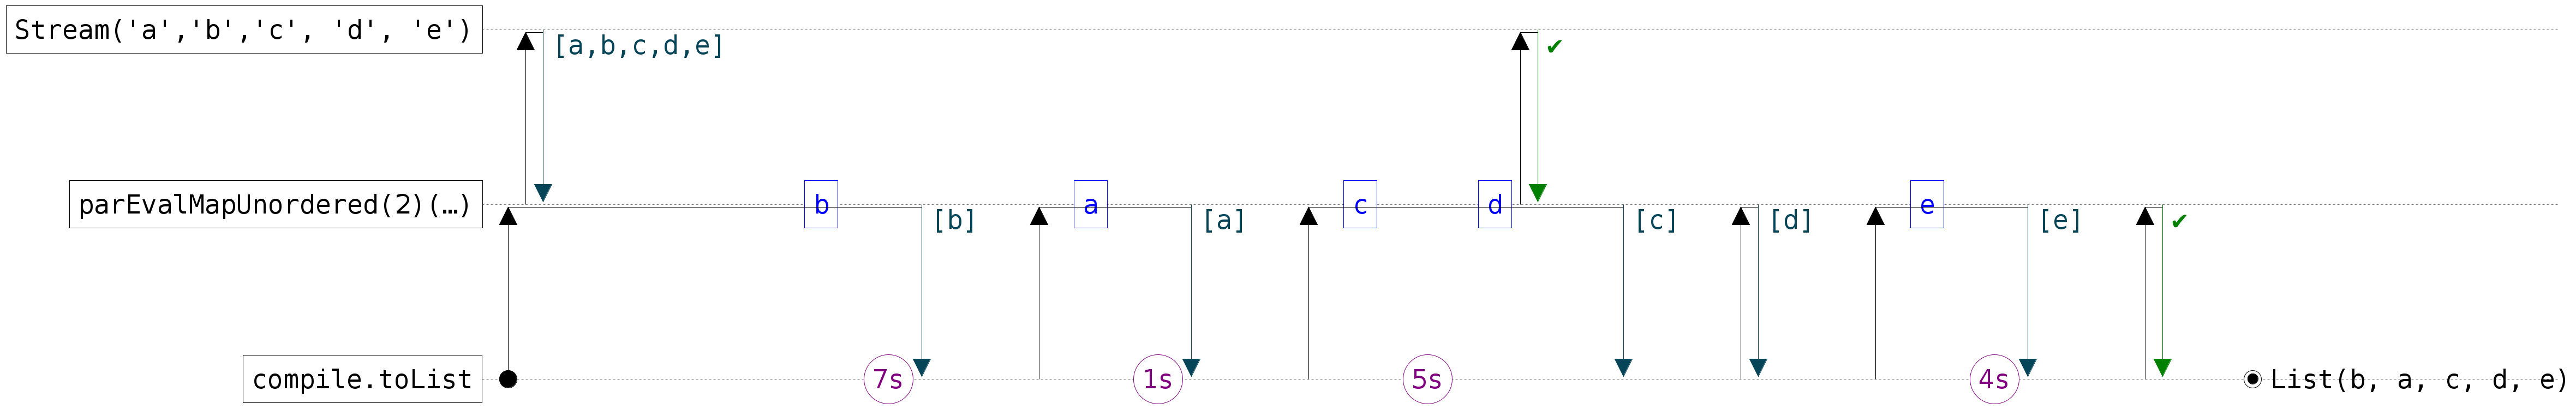 Stream('a','b','c', 'd', 'e')
[a,b,c,d,e]
✔
parEvalMapUnordered(2)(…)
b
[b]
a
[a]
c
d
[c]
[d]
e
[e]
✔
compile.toList
7s
1s
5s
4s
List(b, a, c, d, e)